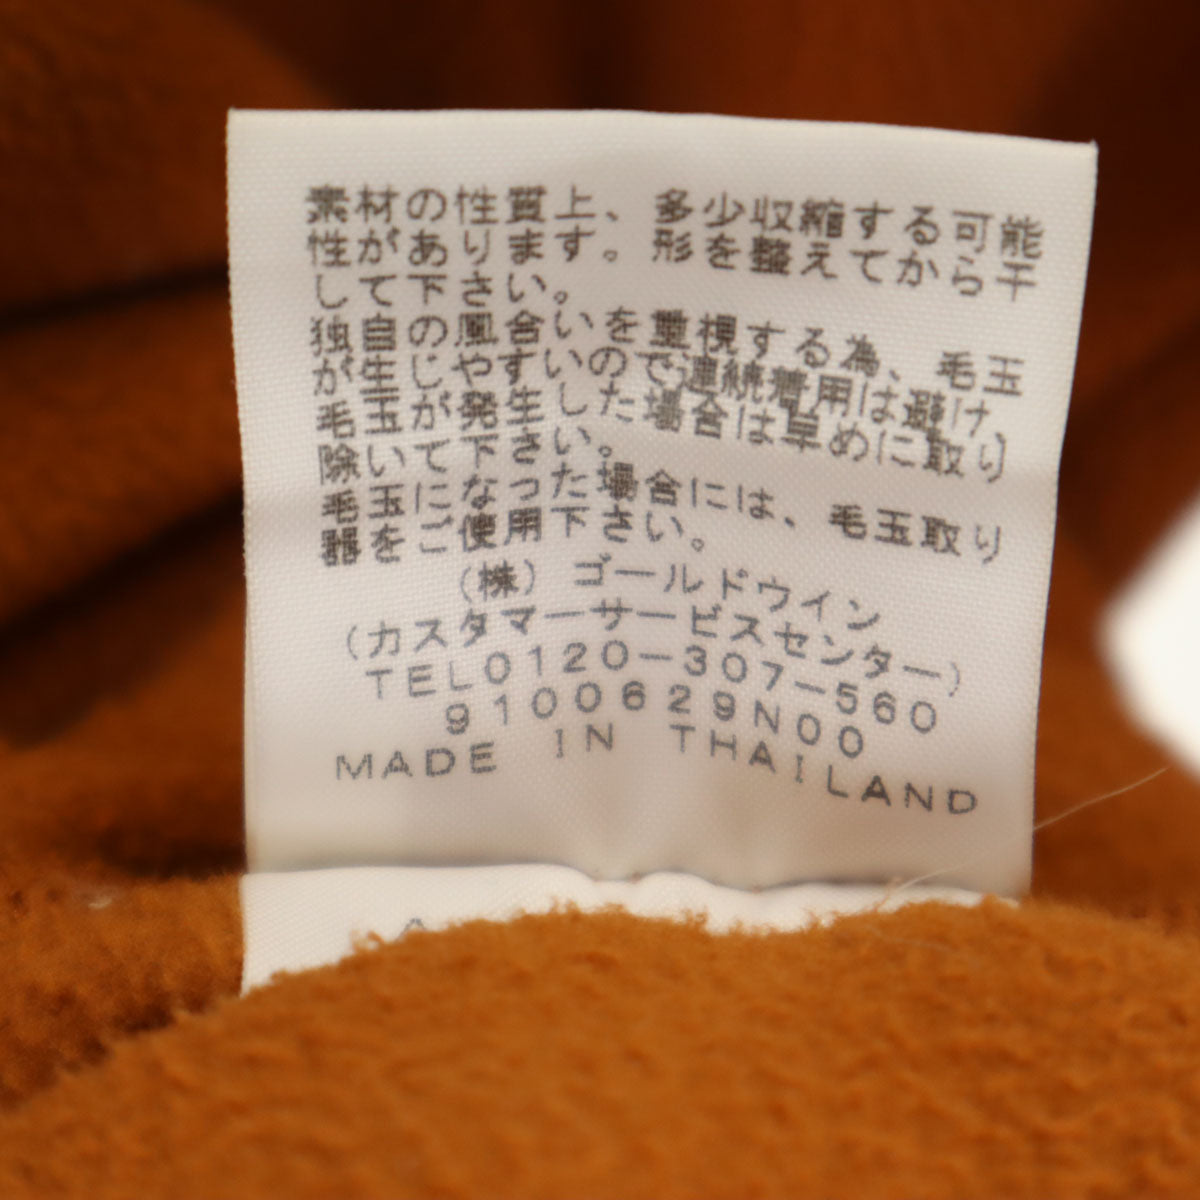 素材の性質上、多少収縮する可能
性があります。形を整えてから干
して下さい。
独自の風合いを重視する為、毛玉
が生じやすいので連続着用は避け
毛玉が発生した場合は早めに取り
除いて下さい。
毛玉になった場合には、毛玉取り
器をご使用下さい。
(株)ゴールドウイン
(カスタマーサービスセンター)
TEL0120-307-560
9100629N00
MADE IN THAILAND